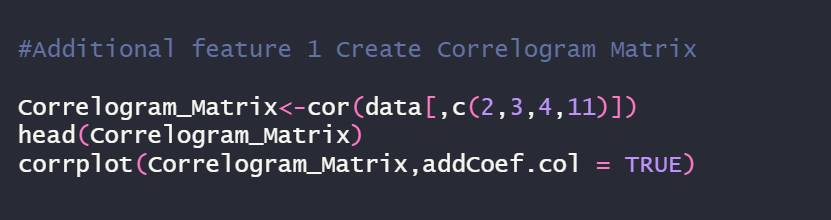 #Additional feature 1 Create Correlogram Matrix
Correlogram_Matrix<-cor(data[,c(2,3,4,11)])
head(Correlogram_Matrix)
corrplot(Correlogram_Matrix,addCoef.col = TRUE)